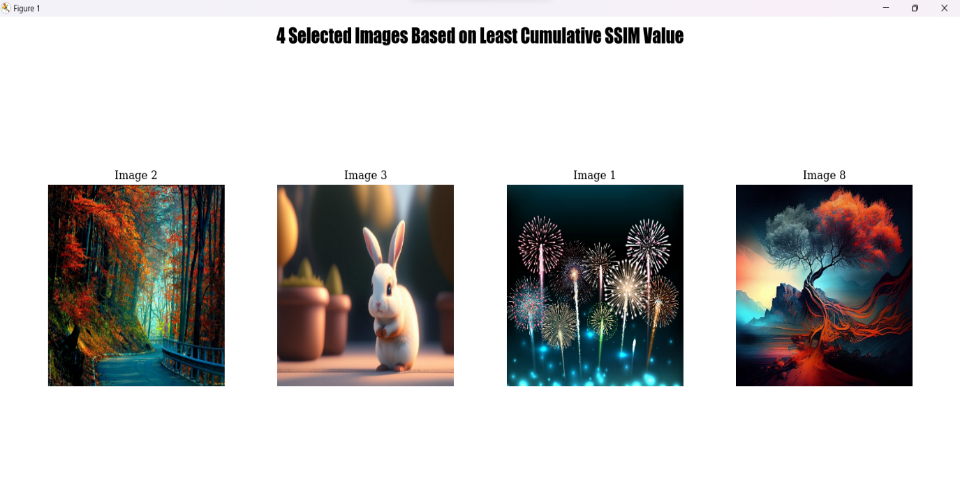 Figure 1
4 Selected Images Based on Least Cumulative SSIM Value
Image 2
Image 3
Image 1
Image 8